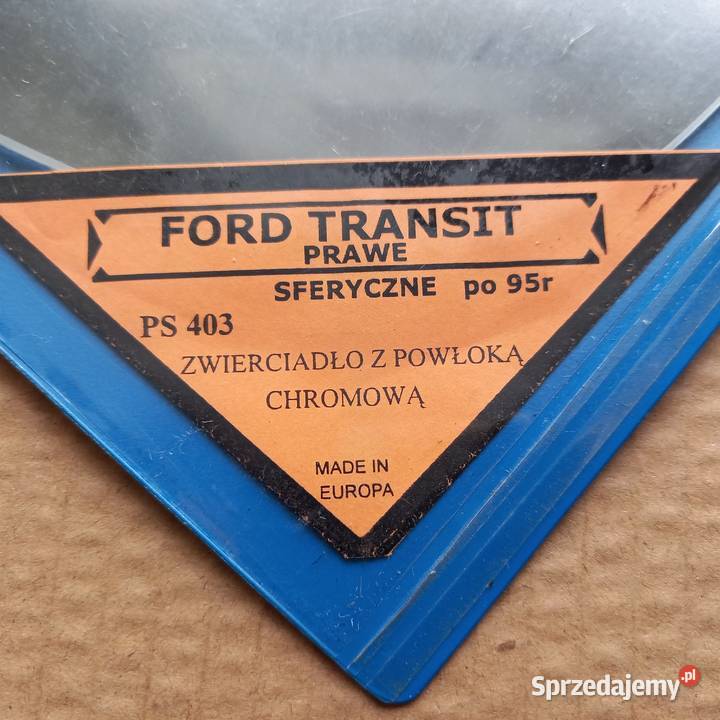 FORD TRANSIT
PRAWE
SFERYCZNE po 95r
PS 403
ZWIERCIADŁO Z POWŁOKĄ
CHROMOWĄ
MADE IN
EUROPA
Sprzedajemy.pl